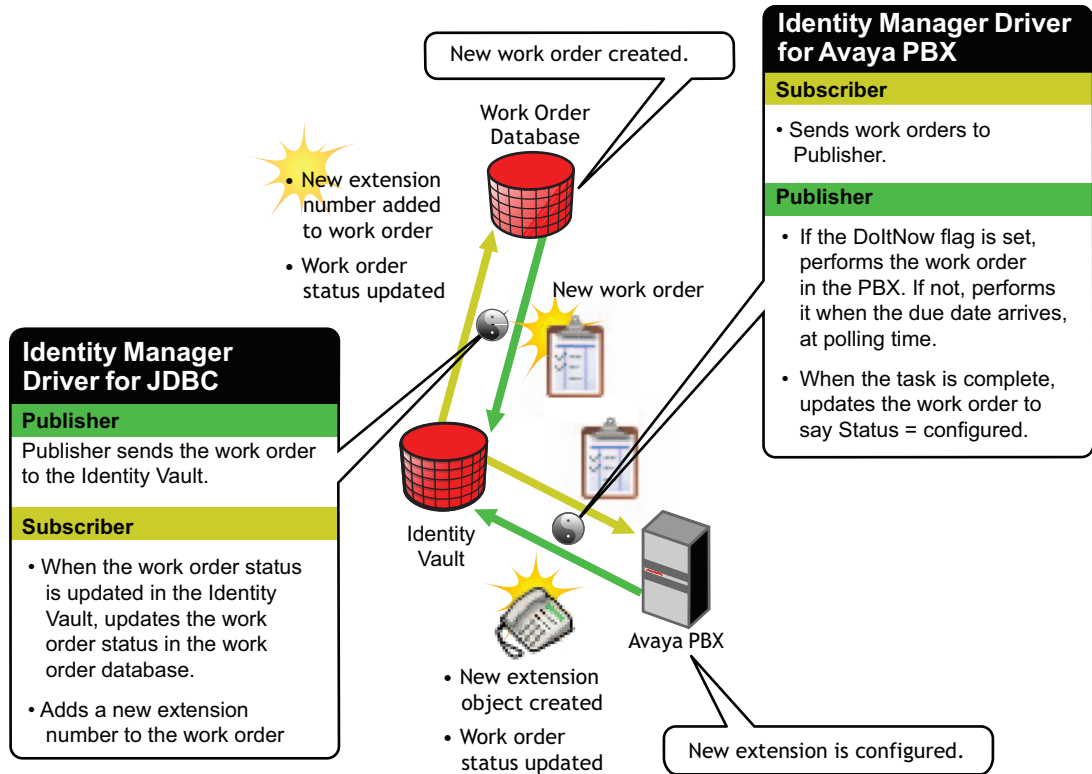 New work order created.
Work Order
Database
• New extension
number added
to work order
• Work order
status updated
New work order
Identity Manager Driver
for Avaya PBX
Subscriber
• Sends work orders to
Publisher.
Publisher
• If the DoItNow flag is set,
performs the work order
in the PBX. If not, performs
it when the due date arrives,
at polling time.
• When the task is complete,
updates the work order to
say Status = configured.
Identity Manager
Driver for JDBC
Publisher
Publisher sends the work order
to the Identity Vault.
Subscriber
• When the work order status
is updated in the Identity
Vault, updates the work
order status in the work
order database.
• Adds a new extension
number to the work order
Identity
Vault
Avaya PBX
• New extension
object created
• Work order
status updated
New extension is configured.